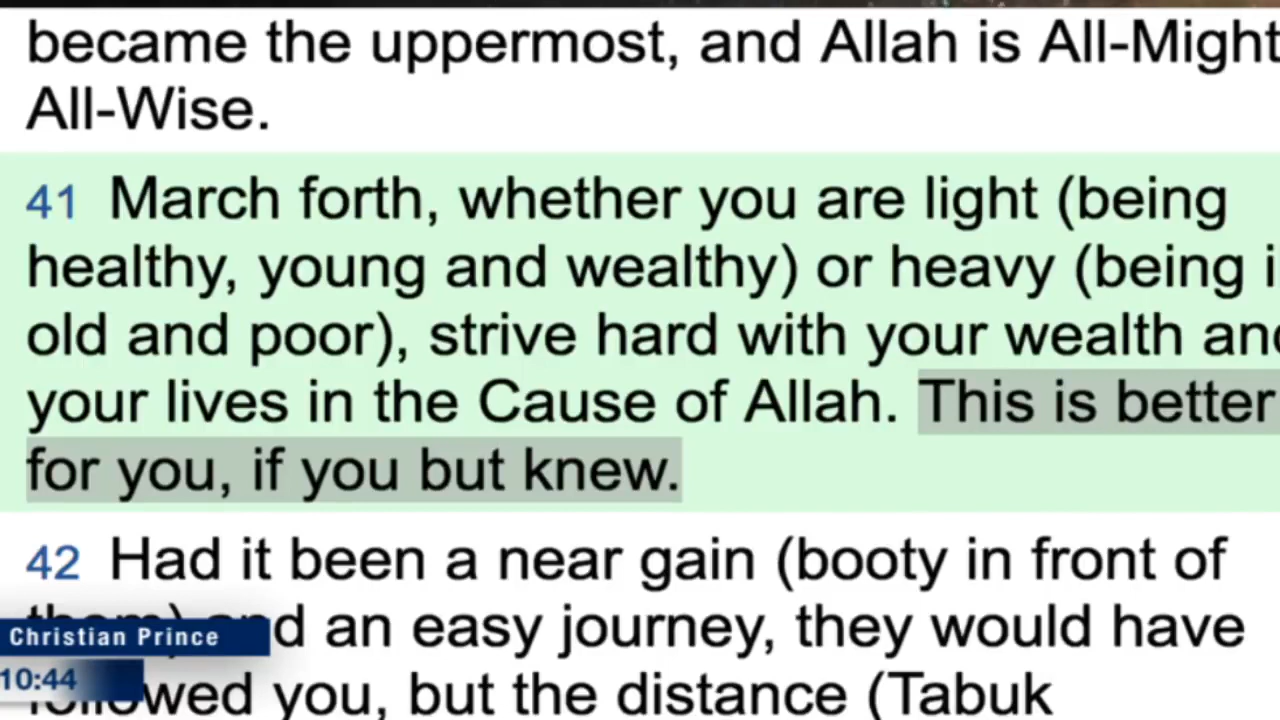 became the uppermost, and Allah is All-Might
All-Wise.
41 March forth, whether you are light (being
healthy, young and wealthy) or heavy (being i
old and poor), strive hard with your wealth an
your lives in the Cause of Allah. This is better
for you, if you but knew.
42 Had it been a near gain (booty in front of
them) and an easy journey, they would have
Christian Prince
followed you, but the distance (Tabuk
10:44